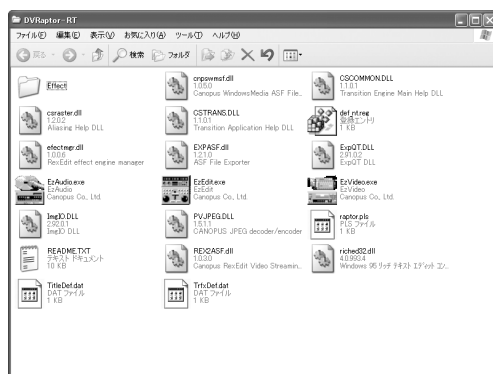 DVRaptor-RT
ファイル(F) 編集(E) 表示(V) お気に入り(A) ツール(T) ヘルプ(H)
戻る 検索 フォルダ
Effect
cnpswmsf.dll
1.0.5.0
Canopus WindowsMedia ASF File...
CSCOMMON.DLL
1.1.0.1
Transition Engine Main Help DLL
csraster.dll
1.2.0.2
Aliasing Help DLL
CSTRANS.DLL
1.1.0.1
Transition Application Help DLL
def_nt.reg
登録エントリ
1 KB
efectmgr.dll
1.0.0.6
RexEdit effect engine manager
EXPASF.dll
1.2.1.0
ASF File Exporter
ExpQT.DLL
2.91.0.2
ExpQT DLL
EzAudio.exe
EzAudio
Canopus Co., Ltd.
EzEdit.exe
EzEdit
Canopus Co., Ltd.
EzVideo.exe
EzVideo
Canopus Co., Ltd.
ImgIO.DLL
2.92.0.1
ImgIO.DLL
PVJPEG.DLL
1.5.1.1
CANOPUS JPEG decoder/encoder
raptor.pls
PLS ファイル
1 KB
README.TXT
テキスト ドキュメント
10 KB
REX2ASF.dll
1.0.3.0
Canopus RexEdit Video Streamin...
riched32.dll
4.0.993.4
Windows 95 リッチ テキスト エディット コン...
TitleDef.dat
DAT ファイル
1 KB
TrfxDef.dat
DAT ファイル
1 KB